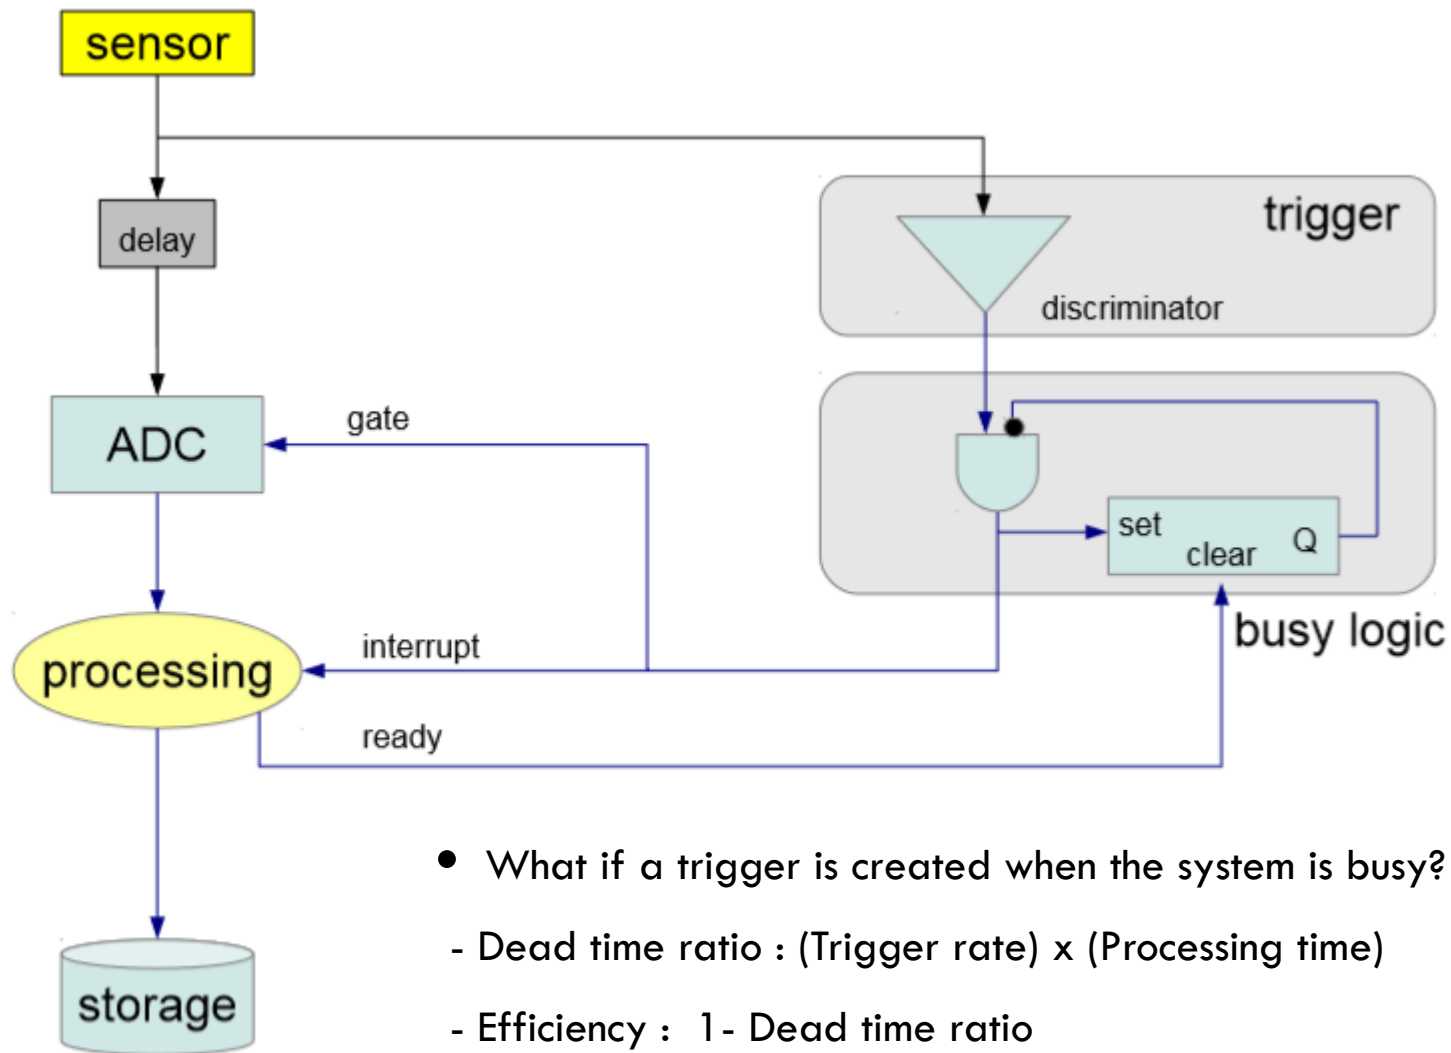 sensor
trigger
delay
discriminator
gate
ADC
set
clear
Q
busy logic
interrupt
processing
ready
• What if a trigger is created when the system is busy?
- Dead time ratio : (Trigger rate) x (Processing time)
storage
- Efficiency : 1- Dead time ratio